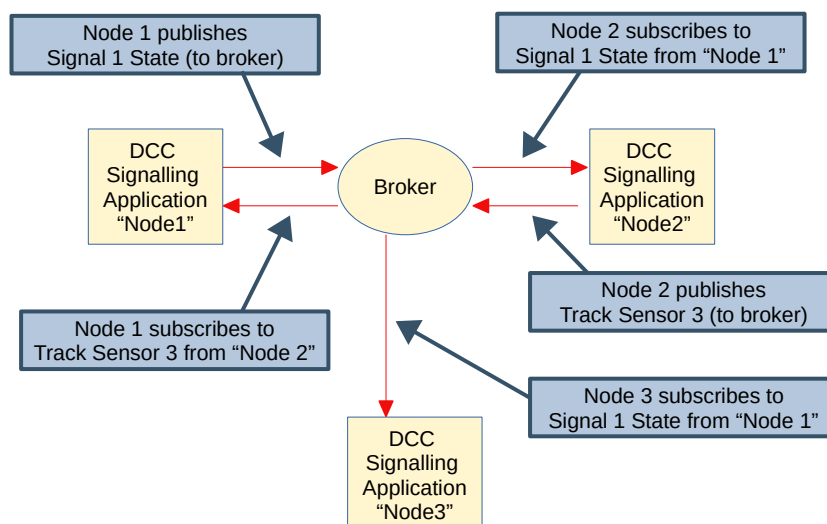 Node 1 publishes
Signal 1 State (to broker)
Node 2 subscribes to
Signal 1 State from “Node 1”
DCC
Signalling
Application
“Node1”
Broker
DCC
Signalling
Application
“Node2”
Node 1 subscribes to
Track Sensor 3 from “Node 2”
Node 2 publishes
Track Sensor 3 (to broker)
Node 3 subscribes to
Signal 1 State from “Node 1”
DCC
Signalling
Application
“Node3”